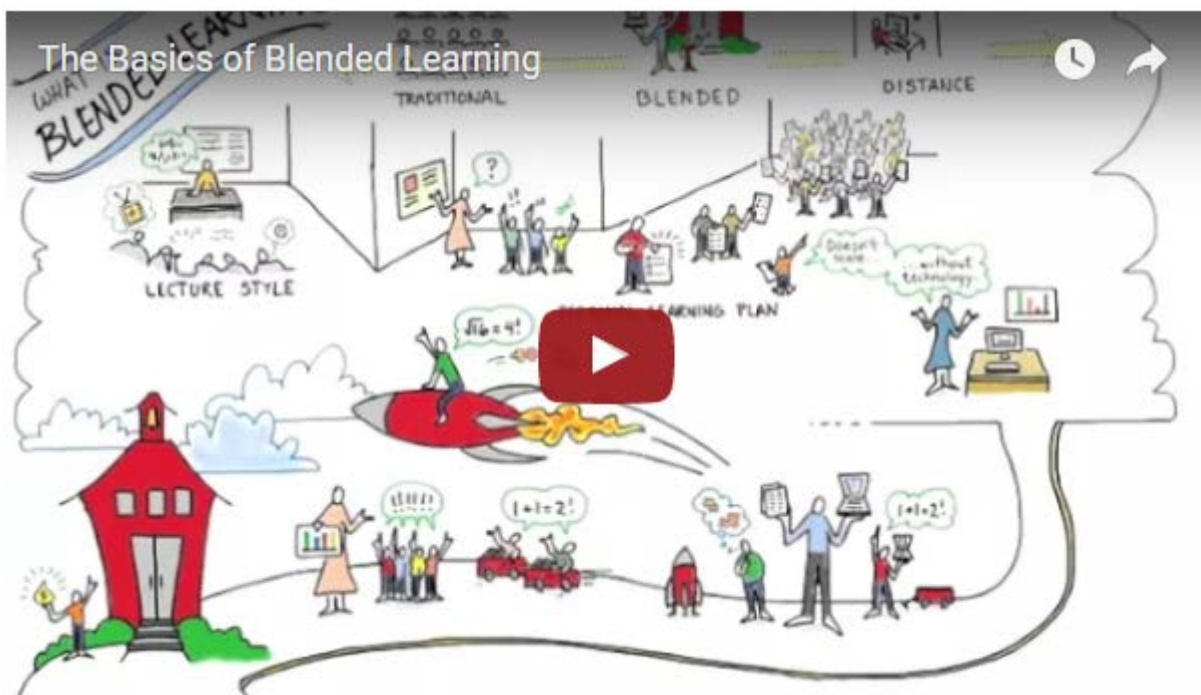 The Basics of Blended Learning
WHAT
BLENDED LEARNING
TRADITIONAL
BLENDED
DISTANCE
?
LECTURE STYLE
LEARNING PLAN
Doesn't
scale...
...without
technology
√16=4!
!!!!!!
1+1=2!
1+1=2!